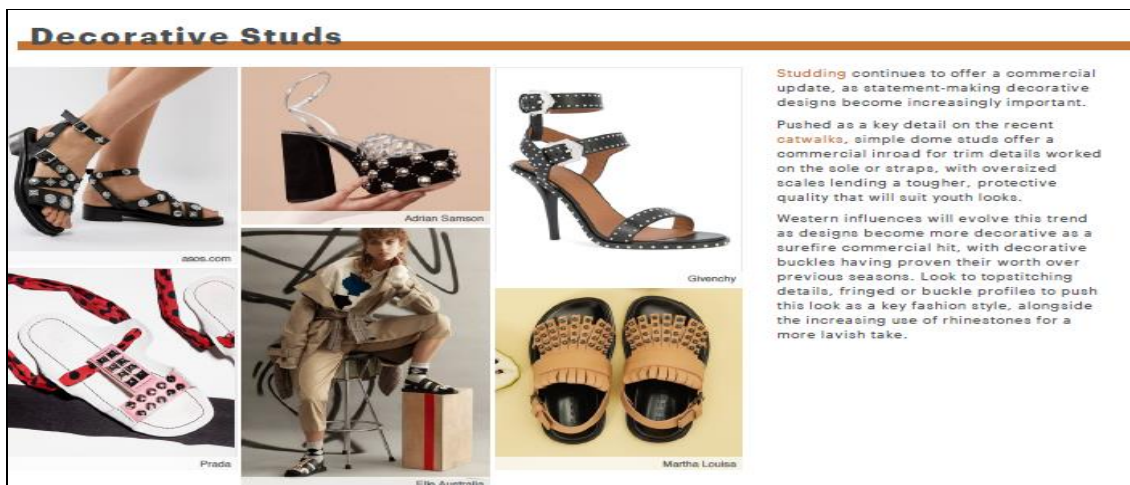 Decorative Studs
Studding continues to offer a commercial
update, as statement-making decorative
designs become increasingly important.
Pushed as a key detail on the recent
catwalks, simple dome studs offer a
commercial inroad for trim details worked
on the sole or straps, with oversized
scales lending a tougher, protective
quality that will suit youth looks.
Western influences will evolve this trend
as designs become more decorative as a
surefire commercial hit, with decorative
buckles having proven their worth over
previous seasons. Look to topstitching
details, fringed or buckle profiles to push
this look as a key fashion style, alongside
the increasing use of rhinestones for a
more lavish take.
asos.com
Adrian Samson
Givenchy
Prada
Elle Australia
Martha Louisa